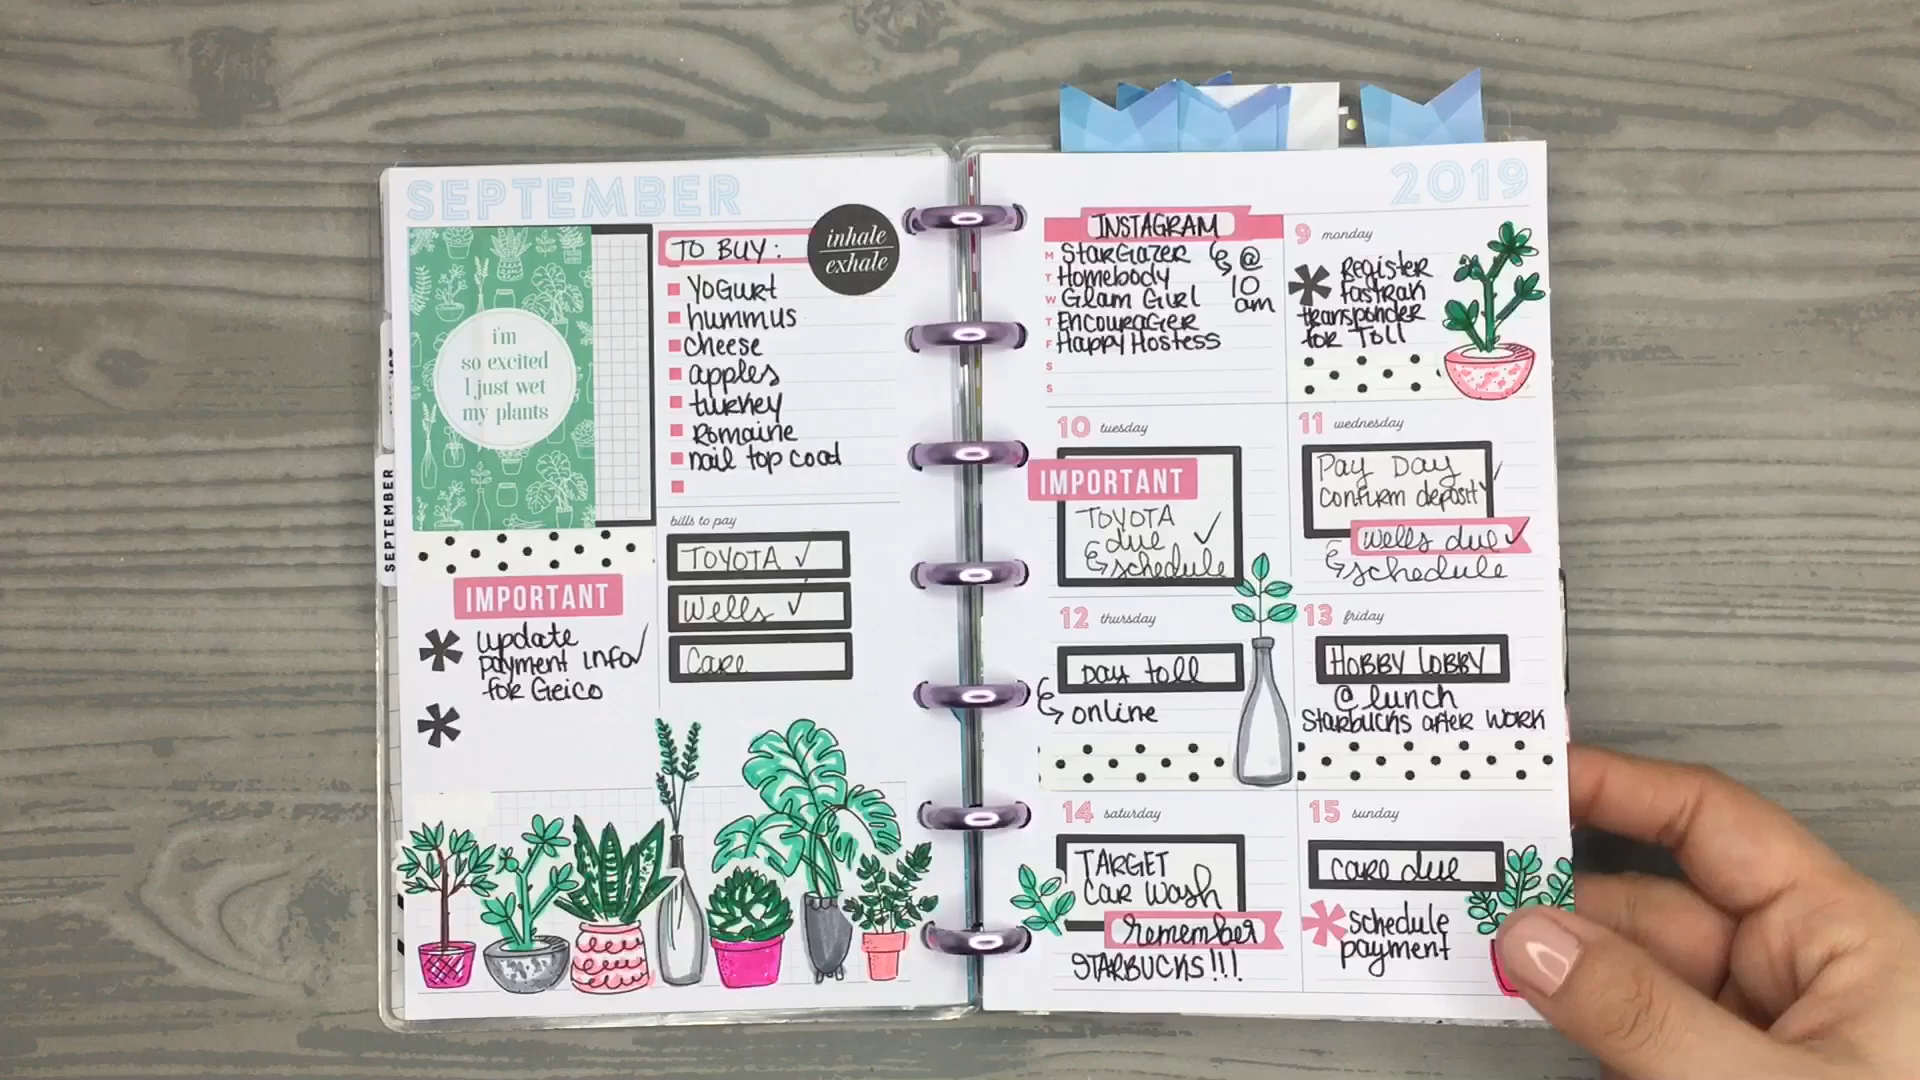 SEPTEMBER
i'm
so excited
I just wet
my plants
TO BUY:
inhale
exhale
YOGurt
hummus
cheese
apples
turkey
Romaine
nail top coat
IMPORTANT
update
payment info ✓
for Geico
bills to pay
TOYOTA ✓
Wells ✓
Care
SEPTEMBER
2019
INSTAGRAM
M StarGazer @
T Homebody 10
W Glam Girl am
T Encourager
F Happy Hostess
S
S
9 monday
Register
fastrak
transponder
for Toll
10 tuesday
IMPORTANT
TOYOTA ✓
due
schedule
11 wednesday
Pay Day ✓
confirm deposit
wells due ✓
schedule
12 thursday
pay toll
online
13 friday
HOBBY LOBBY
@ lunch
Starbucks after work
14 saturday
TARGET
Car wash
remember
STARBUCKS!!!
15 sunday
care due
schedule
payment